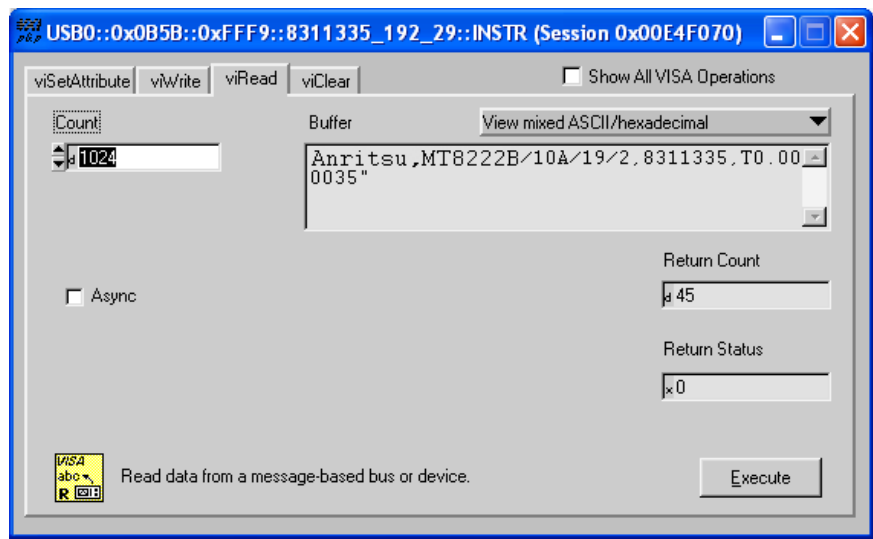 USB0::0x0B5B::0xFFF9::8311335_192_29::INSTR (Session 0x00E4F070)
viSetAttribute viWrite viRead viClear Show All VISA Operations
Count Buffer View mixed ASCII/hexadecimal
d 1024
Anritsu,MT8222B/10A/19/2,8311335,T0.00
0035"
Return Count
Async
d 45
Return Status
x 0
VISA
abc
R
Read data from a message-based bus or device.
Execute